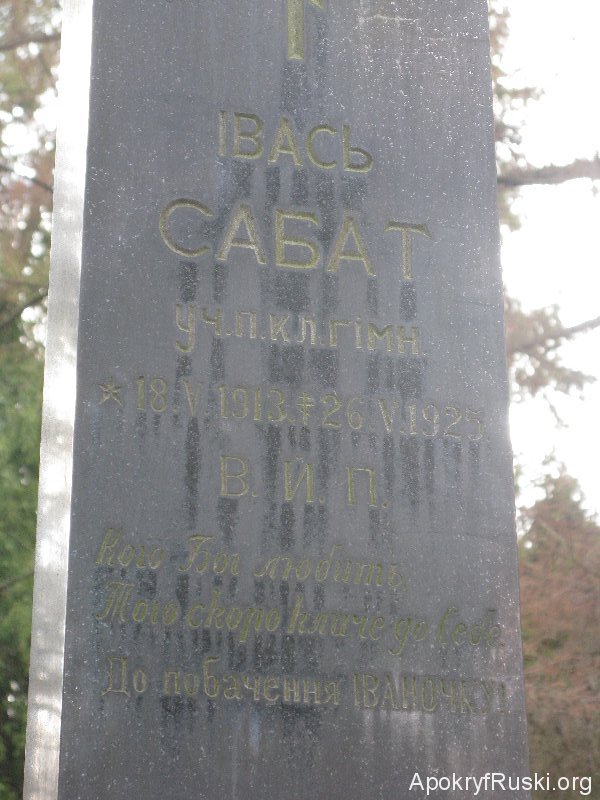 ІВАСЬ
САБАТ
уч.п.кл.гімн.
* 18.V.1913.‡26.V.1925.
В. Й. П.
Кого Бог любить,
Того скоро кличе до Себе
До побачення ІВАНОЧКУ!
ApokryfRuski.org